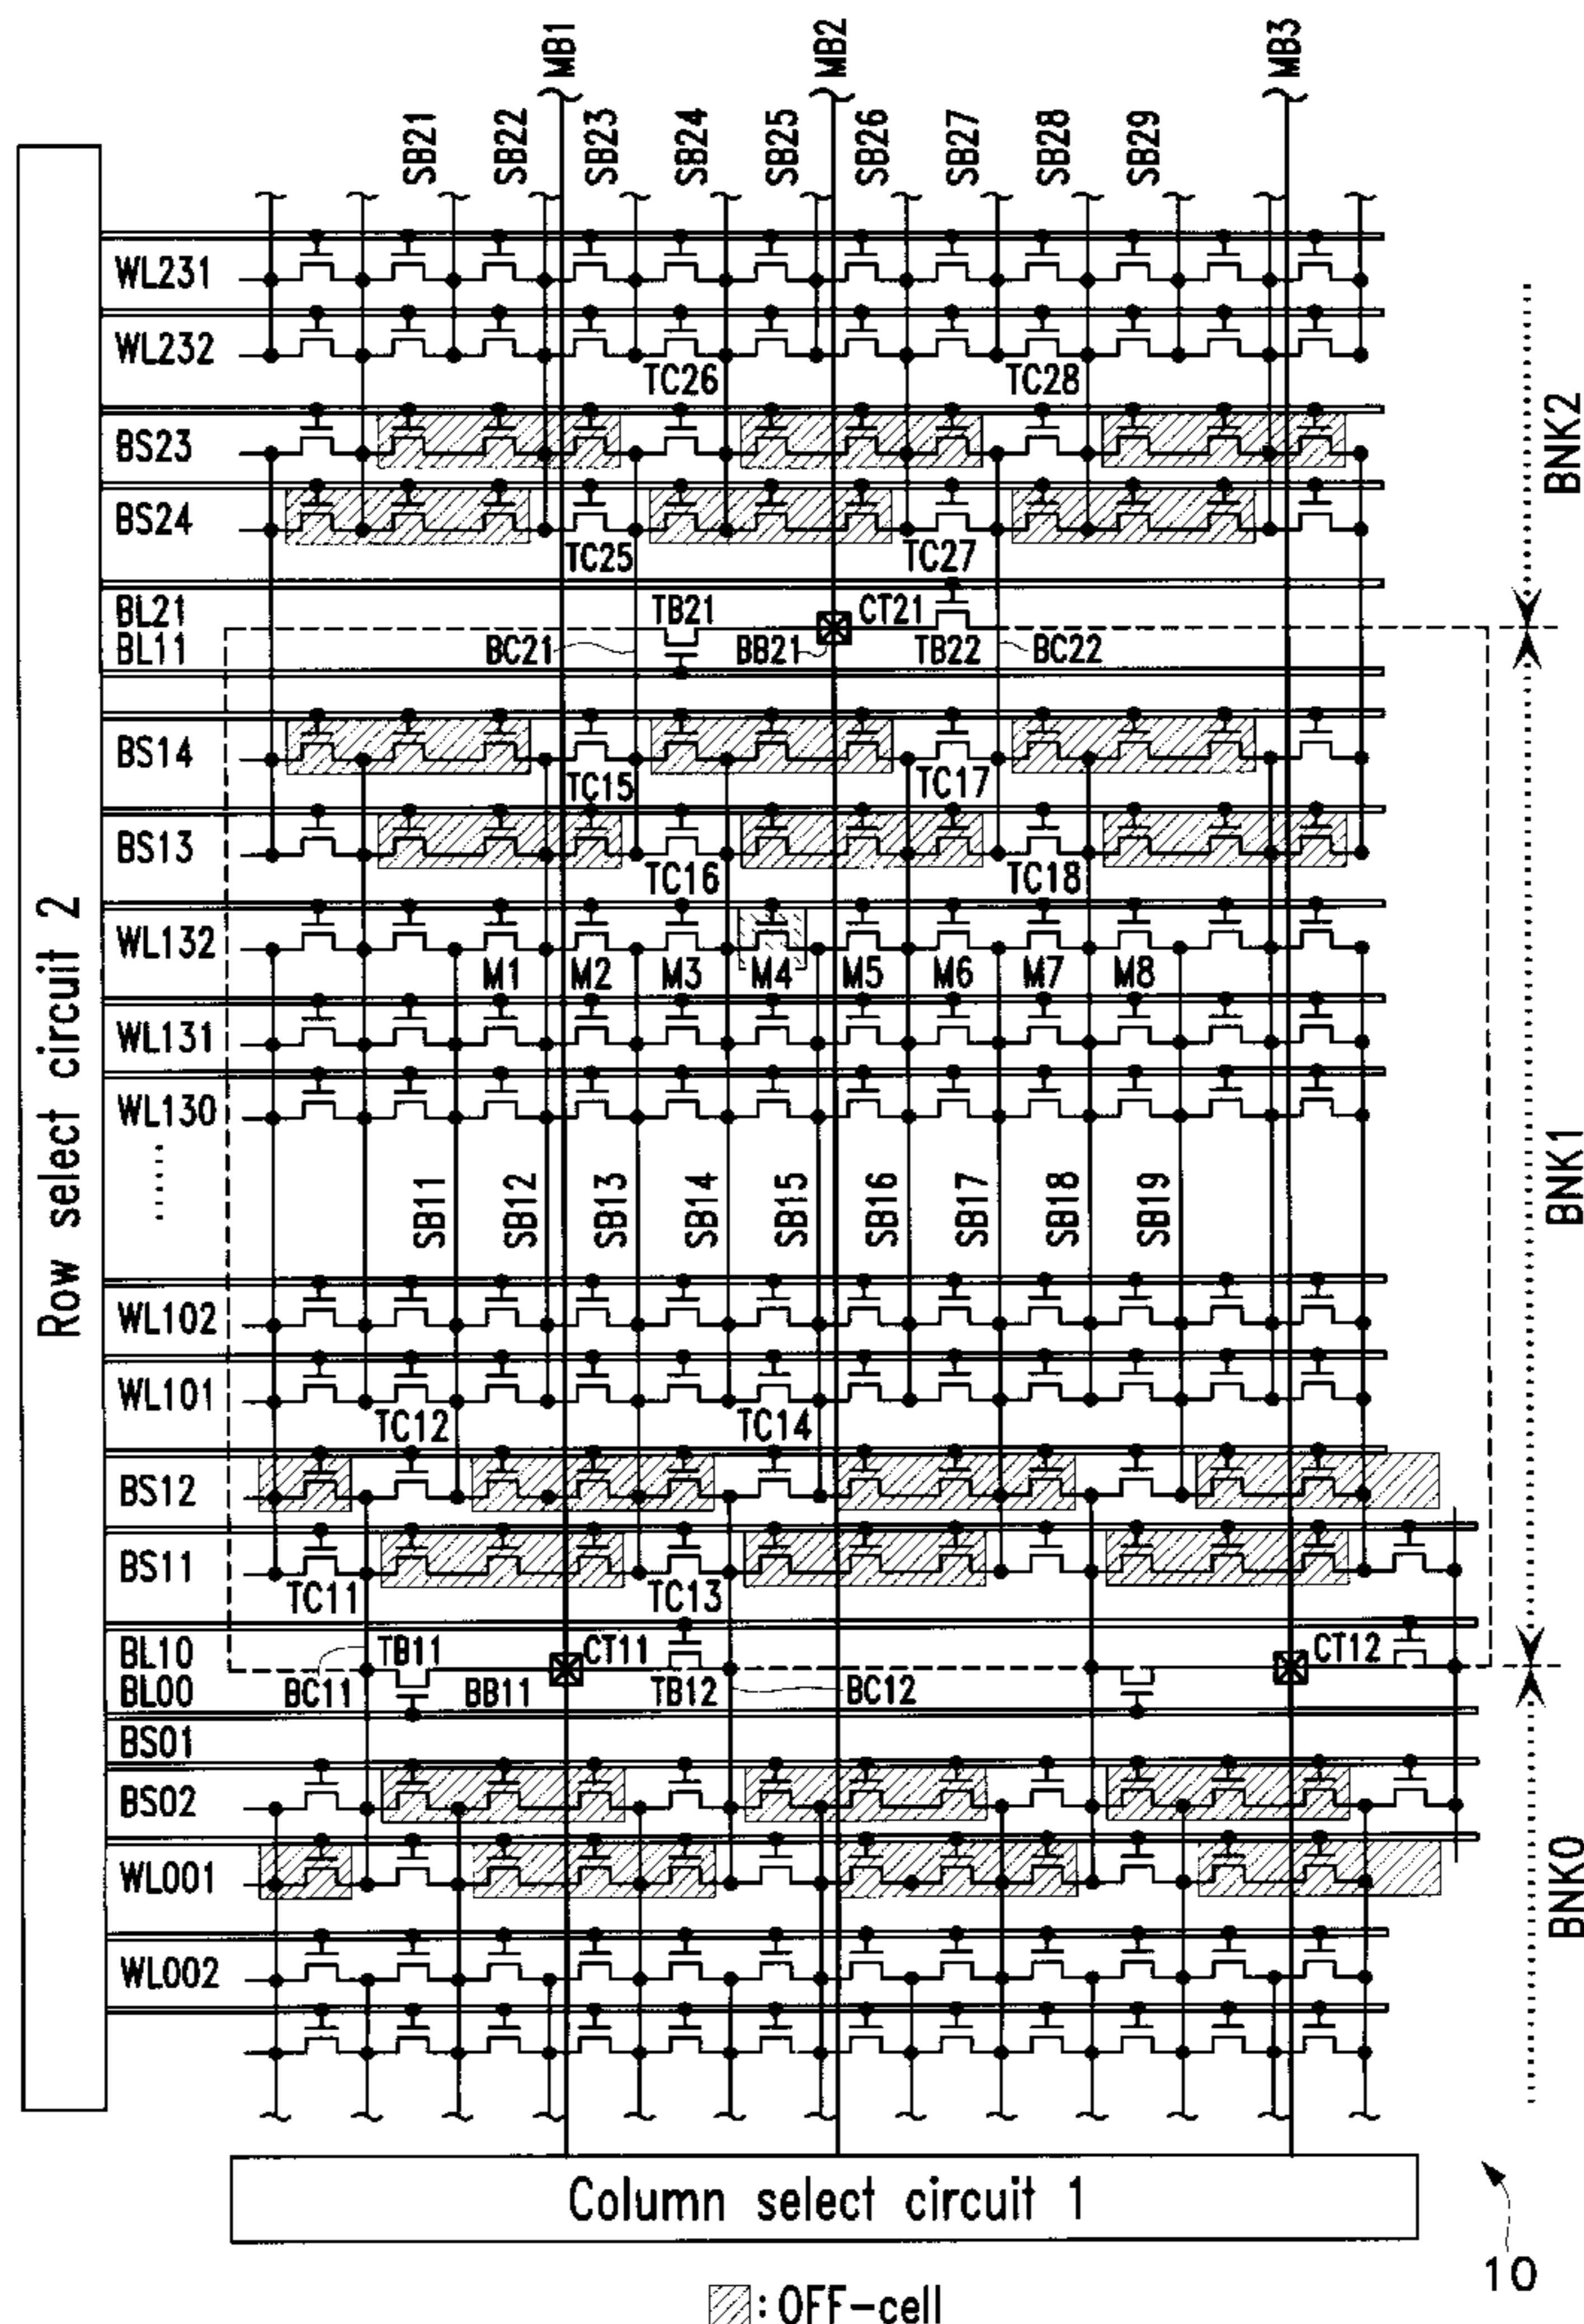 MB1
MB2
MB3
SB21
SB22
SB23
SB24
SB25
SB26
SB27
SB28
SB29
WL231
WL232
TC26
TC28
BS23
BS24
TC25
TC27
BNK2
BL21
TB21
CT21
BL11
BC21
BB21
TB22
BC22
BS14
TC15
TC17
BS13
TC16
TC18
WL132
M1
M2
M3
M4
M5
M6
M7
M8
WL131
WL130
Row select circuit 2
SB11
SB12
SB13
SB14
SB15
SB16
SB17
SB18
SB19
BNK1
WL102
WL101
TC12
TC14
BS12
BS11
TC11
TC13
BL10
TB11
CT11
CT12
BL00
BC11
BB11
TB12
BC12
BS01
BS02
WL001
BNK0
WL002
Column select circuit 1
10
: OFF-cell